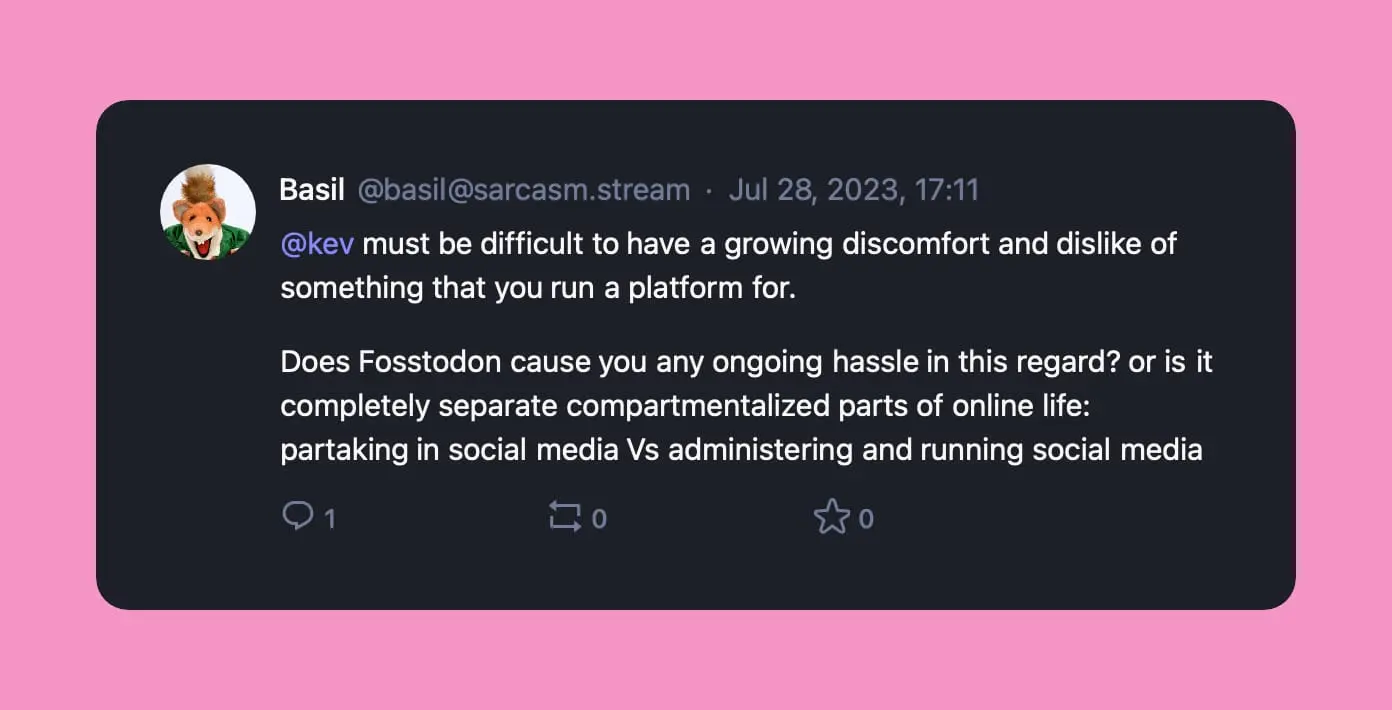 Basil @basil@sarcasm.stream · Jul 28, 2023, 17:11
@kev must be difficult to have a growing discomfort and dislike of
something that you run a platform for.
Does Fosstodon cause you any ongoing hassle in this regard? or is it
completely separate compartmentalized parts of online life:
partaking in social media Vs administering and running social media
1 0 0